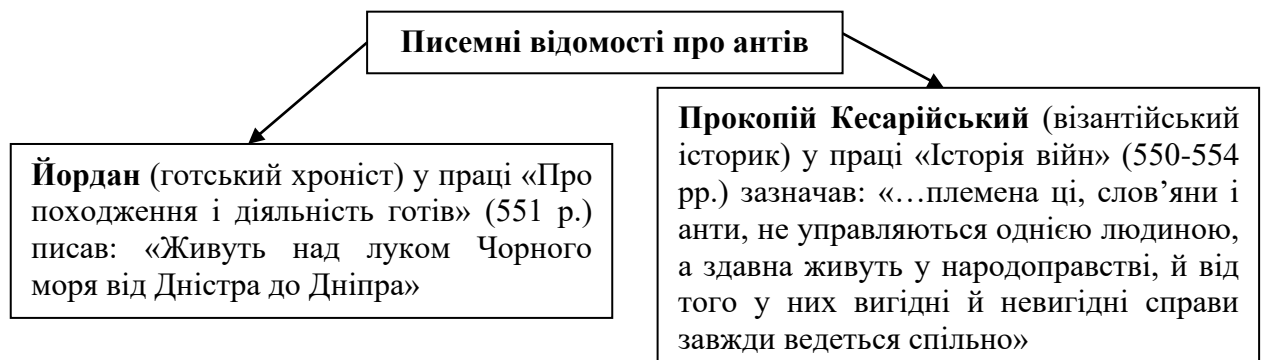 Писемні відомості про антів
Йордан (готський хроніст) у праці «Про
походження і діяльність готів» (551 р.)
писав: «Живуть над луком Чорного
моря від Дністра до Дніпра»
Прокопій Кесарійський (візантійський
історик) у праці «Історія війн» (550-554
рр.) зазначав: «…племена ці, слов’яни і
анти, не управляються однією людиною,
а здавна живуть у народоправстві, й від
того у них вигідні й невигідні справи
завжди ведеться спільно»